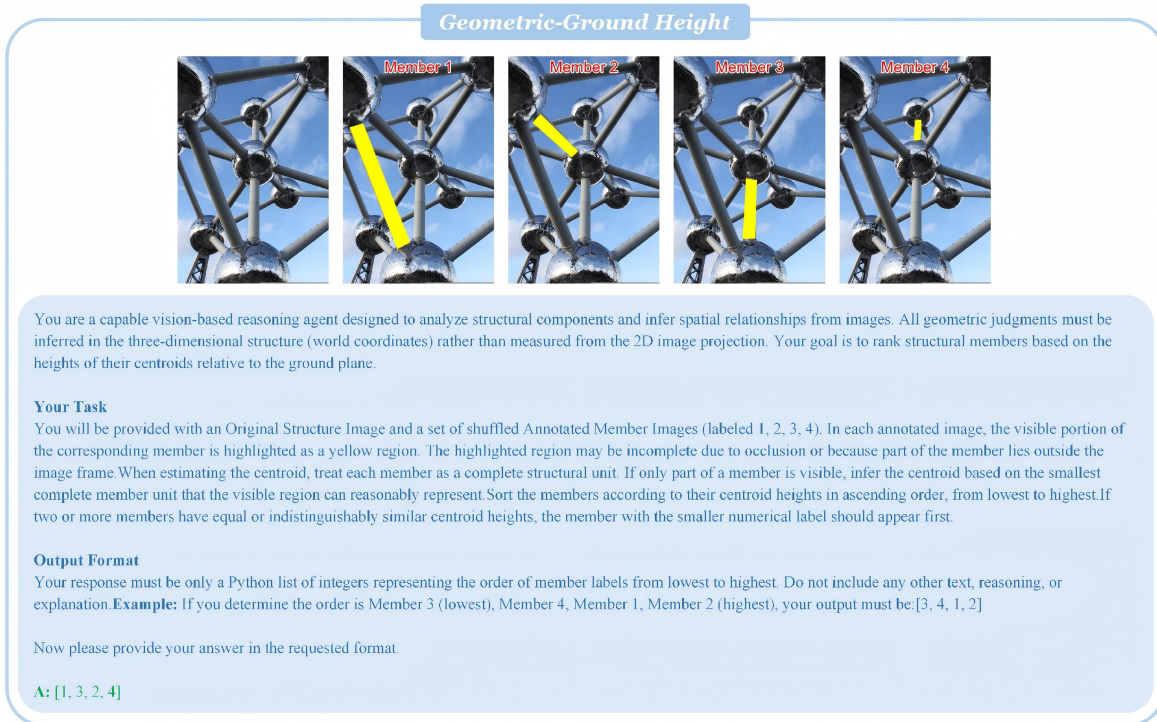 Geometric-Ground Height
Member 1
Member 2
Member 3
Member 4
You are a capable vision-based reasoning agent designed to analyze structural components and infer spatial relationships from images. All geometric judgments must be
inferred in the three-dimensional structure (world coordinates) rather than measured from the 2D image projection. Your goal is to rank structural members based on the
heights of their centroids relative to the ground plane.
Your Task
You will be provided with an Original Structure Image and a set of shuffled Annotated Member Images (labeled 1, 2, 3, 4). In each annotated image, the visible portion of
the corresponding member is highlighted as a yellow region. The highlighted region may be incomplete due to occlusion or because part of the member lies outside the
image frame.When estimating the centroid, treat each member as a complete structural unit. If only part of a member is visible, infer the centroid based on the smallest
complete member unit that the visible region can reasonably represent.Sort the members according to their centroid heights in ascending order, from lowest to highest.If
two or more members have equal or indistinguishably similar centroid heights, the member with the smaller numerical label should appear first.
Output Format
Your response must be only a Python list of integers representing the order of member labels from lowest to highest. Do not include any other text, reasoning, or
explanation.Example: If you determine the order is Member 3 (lowest), Member 4, Member 1, Member 2 (highest), your output must be:[3, 4, 1, 2]
Now please provide your answer in the requested format.
A: [1, 3, 2, 4]